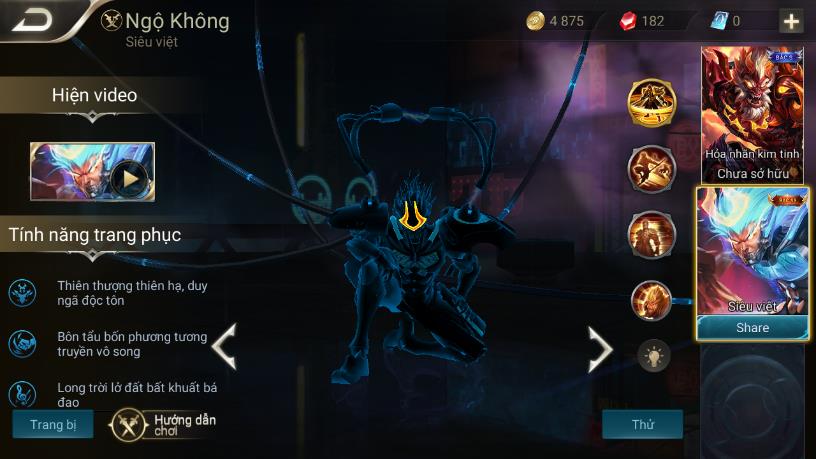 Ngộ Không
Siêu việt
4 875
182
0
Hiện video
Tính năng trang phục
Thiên thượng thiên hạ, duy
ngã độc tôn
Bôn tẩu bốn phương tương
truyền vô song
Long trời lở đất bất khuất bá
đạo
Trang bị
Hướng dẫn
chơi
Thử
BẬC S
Hỏa nhãn kim tinh
Chưa sở hữu
Siêu việt
Share